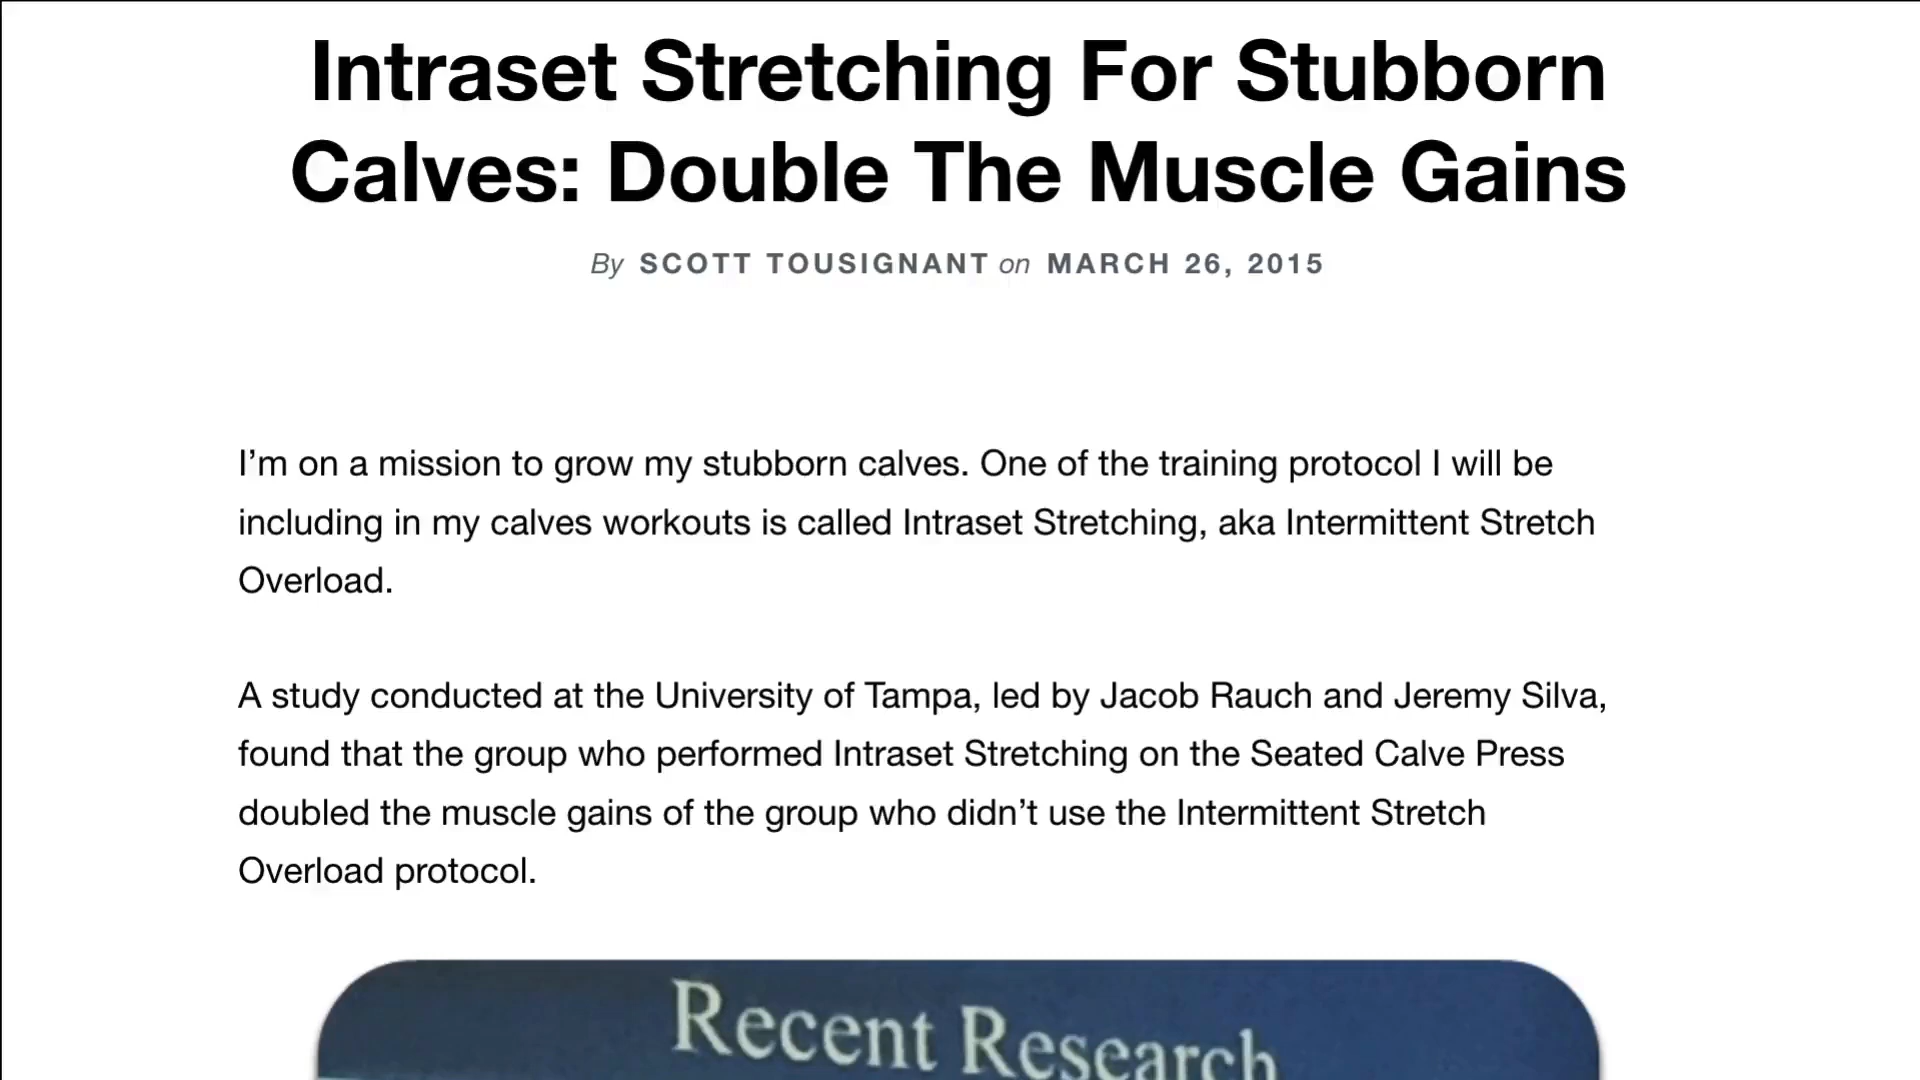 Intraset Stretching For Stubborn
Calves: Double The Muscle Gains
By SCOTT TOUSIGNANT on MARCH 26, 2015
I’m on a mission to grow my stubborn calves. One of the training protocol I will be
including in my calves workouts is called Intraset Stretching, aka Intermittent Stretch
Overload.
A study conducted at the University of Tampa, led by Jacob Rauch and Jeremy Silva,
found that the group who performed Intraset Stretching on the Seated Calve Press
doubled the muscle gains of the group who didn’t use the Intermittent Stretch
Overload protocol.
Recent Research